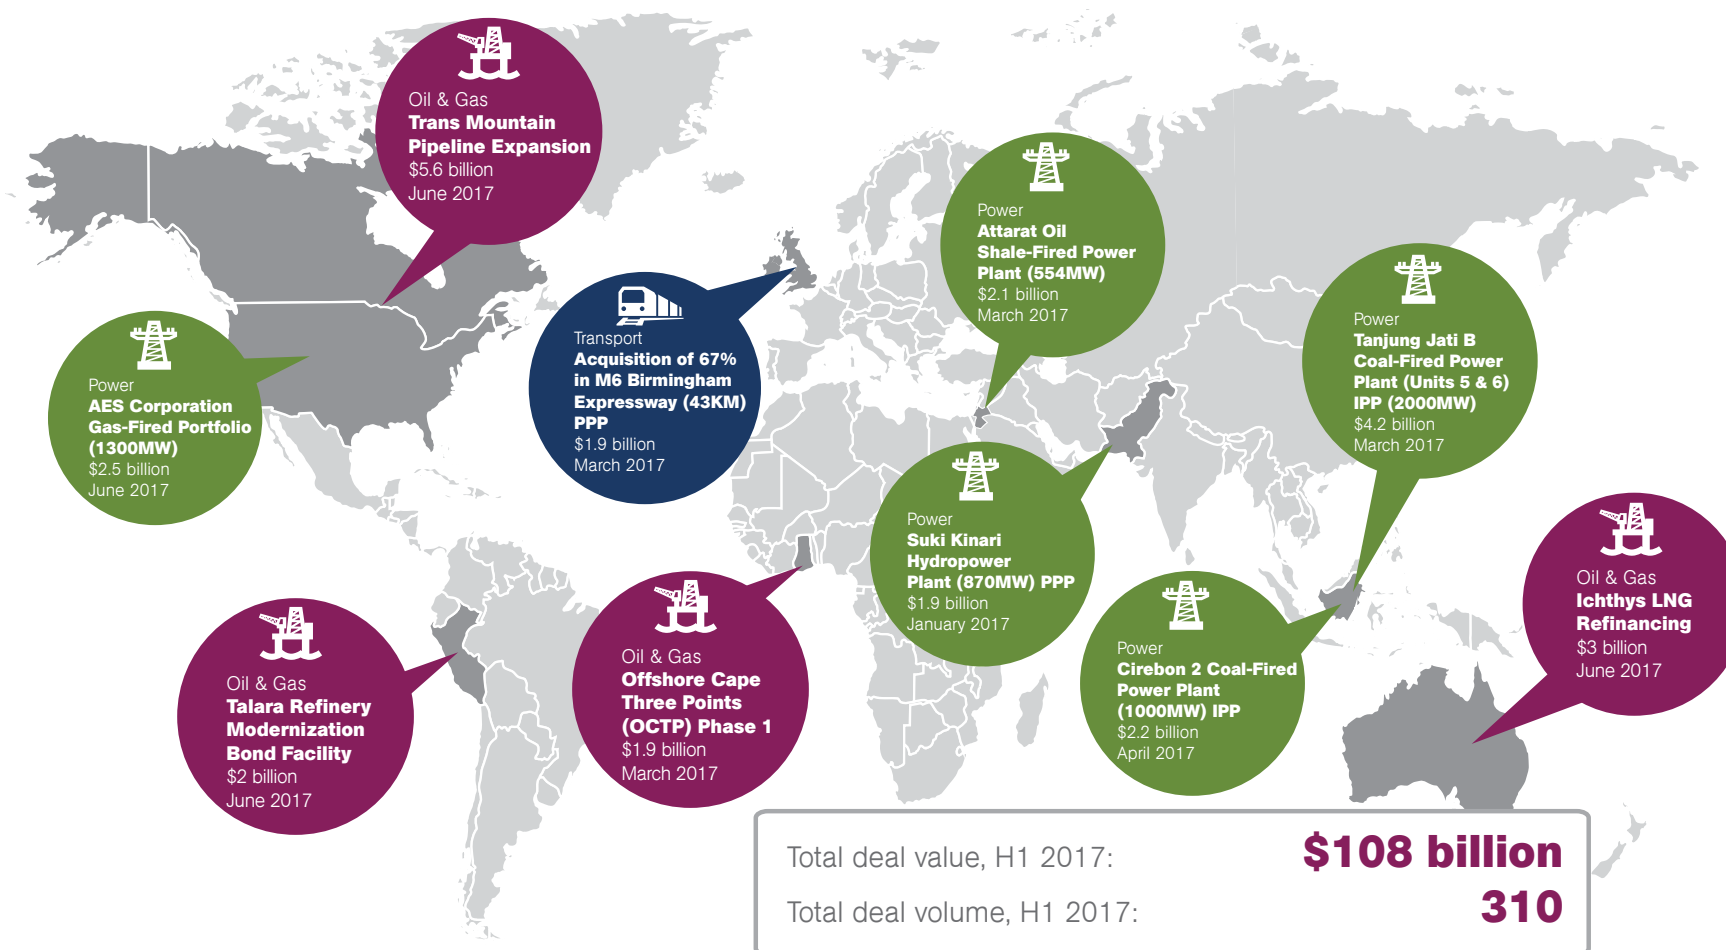 Oil & Gas
Trans Mountain
Pipeline Expansion
$5.6 billion
June 2017
Power
Attarat Oil
Shale-Fired Power
Plant (554MW)
$2.1 billion
March 2017
Power
Tanjung Jati B
Coal-Fired Power
Plant (Units 5 & 6)
IPP (2000MW)
$4.2 billion
March 2017
Transport
Acquisition of 67%
in M6 Birmingham
Expressway (43KM)
PPP
$1.9 billion
March 2017
Power
AES Corporation
Gas-Fired Portfolio
(1300MW)
$2.5 billion
June 2017
Power
Suki Kinari
Hydropower
Plant (870MW) PPP
$1.9 billion
January 2017
Oil & Gas
Ichthys LNG
Refinancing
$3 billion
June 2017
Oil & Gas
Talara Refinery
Modernization
Bond Facility
$2 billion
June 2017
Oil & Gas
Offshore Cape
Three Points
(OCTP) Phase 1
$1.9 billion
March 2017
Power
Cirebon 2 Coal-Fired
Power Plant
(1000MW) IPP
$2.2 billion
April 2017
Total deal value, H1 2017: $108 billion
Total deal volume, H1 2017: 310